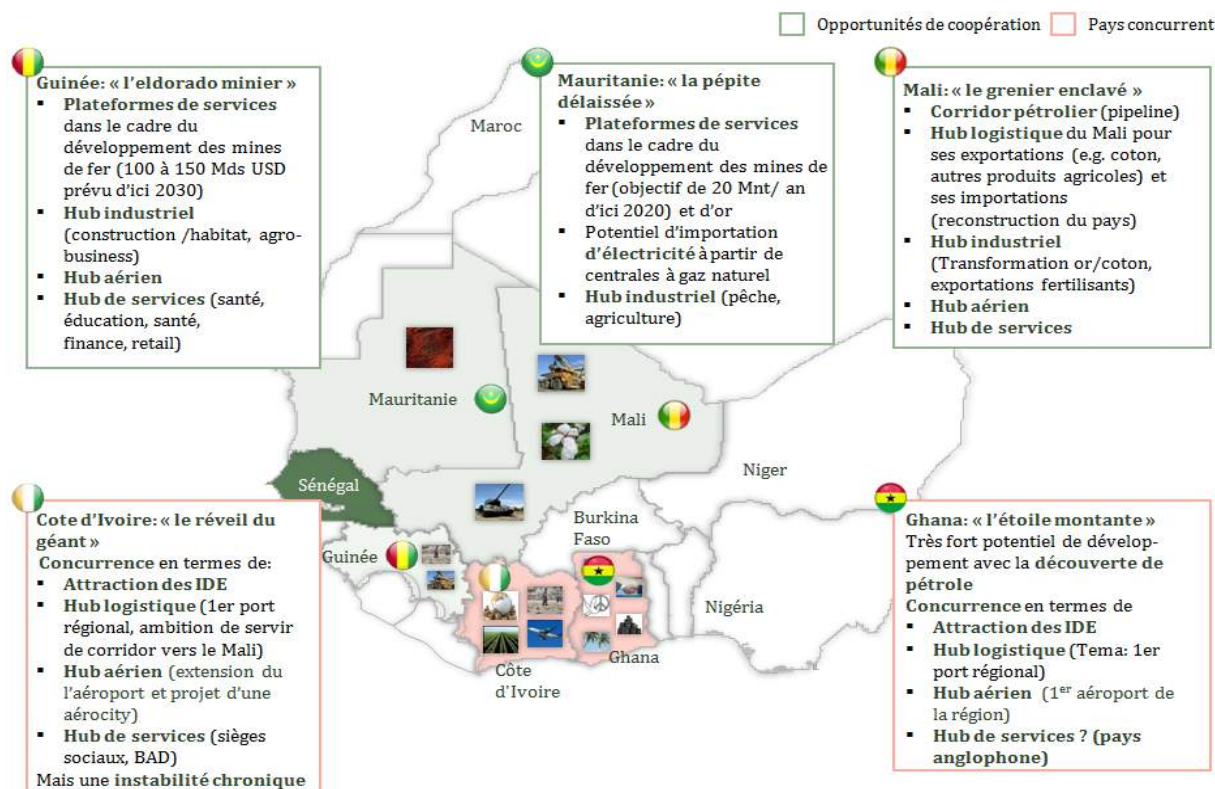 Opportunités de coopération
Pays concurrent
Guinée: « l'eldorado minier »
▪ Plateformes de services
dans le cadre du
développement des mines
de fer (100 à 150 Mds USD
prévu d'ici 2030)
▪ Hub industriel
(construction /habitat, agro-
business)
▪ Hub aérien
▪ Hub de services (santé,
éducation, santé,
finance, retail)
Mauritanie: « la pépite
délaissée »
▪ Plateformes de services
dans le cadre du
développement des mines de
fer (objectif de 20 Mnt/ an
d'ici 2020) et d'or
▪ Potentiel d'importation
d'électricité à partir de
centrales à gaz naturel
▪ Hub industriel (pêche,
agriculture)
Mali: « le grenier enclavé »
▪ Corridor pétrolier (pipeline)
▪ Hub logistique du Mali pour
ses exportations (e.g. coton,
autres produits agricoles) et
ses importations
(reconstruction du pays)
▪ Hub industriel
(Transformation or/coton,
exportations fertilisants)
▪ Hub aérien
▪ Hub de services
Maroc
Mauritanie
Mali
Niger
Sénégal
Burkina
Faso
Guinée
Nigéria
Ghana
Côte
d'Ivoire
Cote d'Ivoire: « le réveil du
géant »
Concurrence en termes de:
▪ Attraction des IDE
▪ Hub logistique (1er port
régional, ambition de servir
de corridor vers le Mali)
▪ Hub aérien (extension du
l'aéroport et projet d'une
aérocity)
▪ Hub de services (sièges
sociaux, BAD)
Mais une instabilité chronique
Ghana: « l'étoile montante »
Très fort potentiel de dévelop-
pement avec la découverte de
pétrole
Concurrence en termes de
▪ Attraction des IDE
▪ Hub logistique (Tema: 1er
port régional)
▪ Hub aérien (1er aéroport de
la région)
▪ Hub de services ? (pays
anglophone)